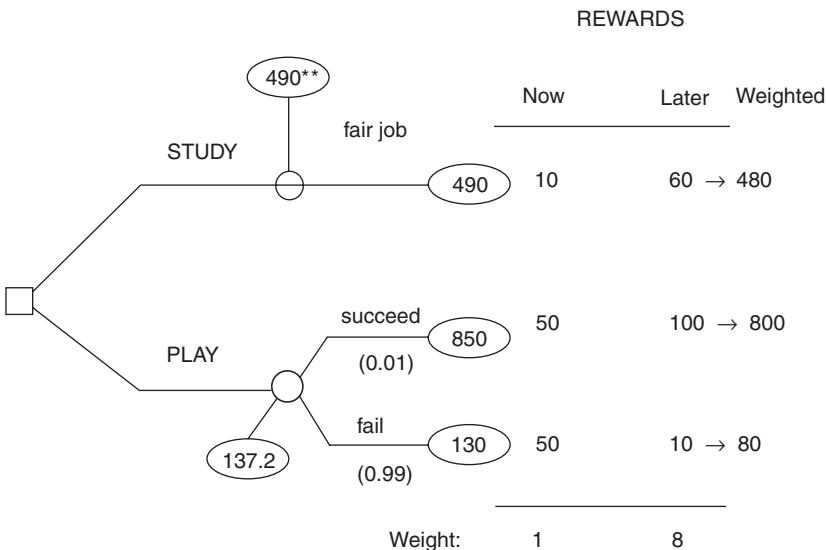 REWARDS
Now Later Weighted
490**
fair job
STUDY
490 10 60 → 480
succeed
850 50 100 → 800
(0.01)
PLAY
fail
130 50 10 → 80
(0.99)
137.2
Weight: 1 8